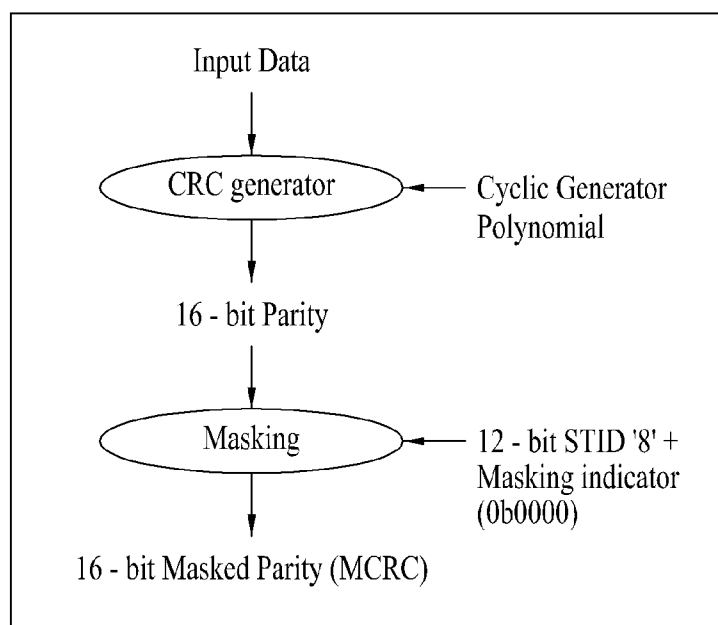 Input Data
CRC generator
Cyclic Generator
Polynomial
16 - bit Parity
Masking
12 - bit STID '8' +
Masking indicator
(0b0000)
16 - bit Masked Parity (MCRC)